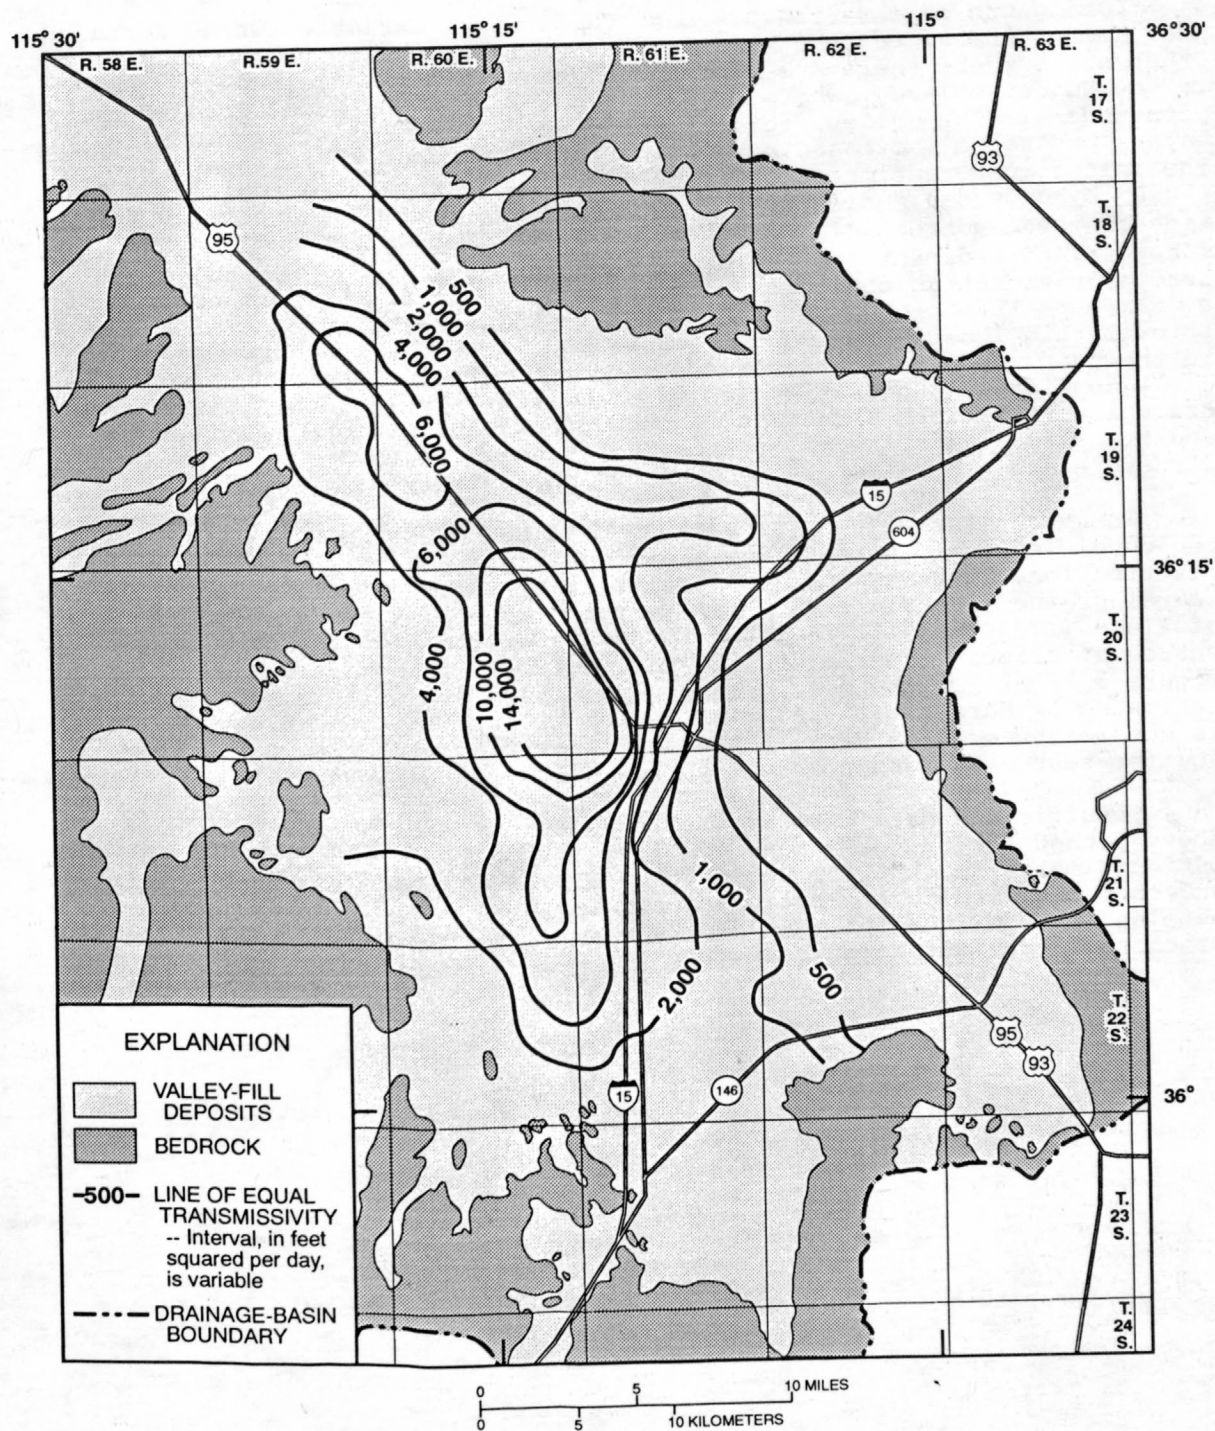 115° 30'
115° 15'
115°
36° 30'
R. 58 E.
R.59 E.
R. 60 E.
R. 61 E.
R. 62 E.
R. 63 E.
T.
17
S.
93
T.
18
S.
95
500
1,000
2,000
4,000
6,000
T.
19
S.
15
604
6,000
36° 15'
T.
20
S.
4,000
10,000
14,000
1,000
T.
21
S.
500
2,000
T.
22
S.
95
93
36°
15
146
T.
23
S.
T.
24
S.
EXPLANATION
VALLEY-FILL
DEPOSITS
BEDROCK
500 LINE OF EQUAL
TRANSMISSIVITY
-- Interval, in feet
squared per day,
is variable
DRAINAGE-BASIN
BOUNDARY
0 5 10 MILES
0 5 10 KILOMETERS